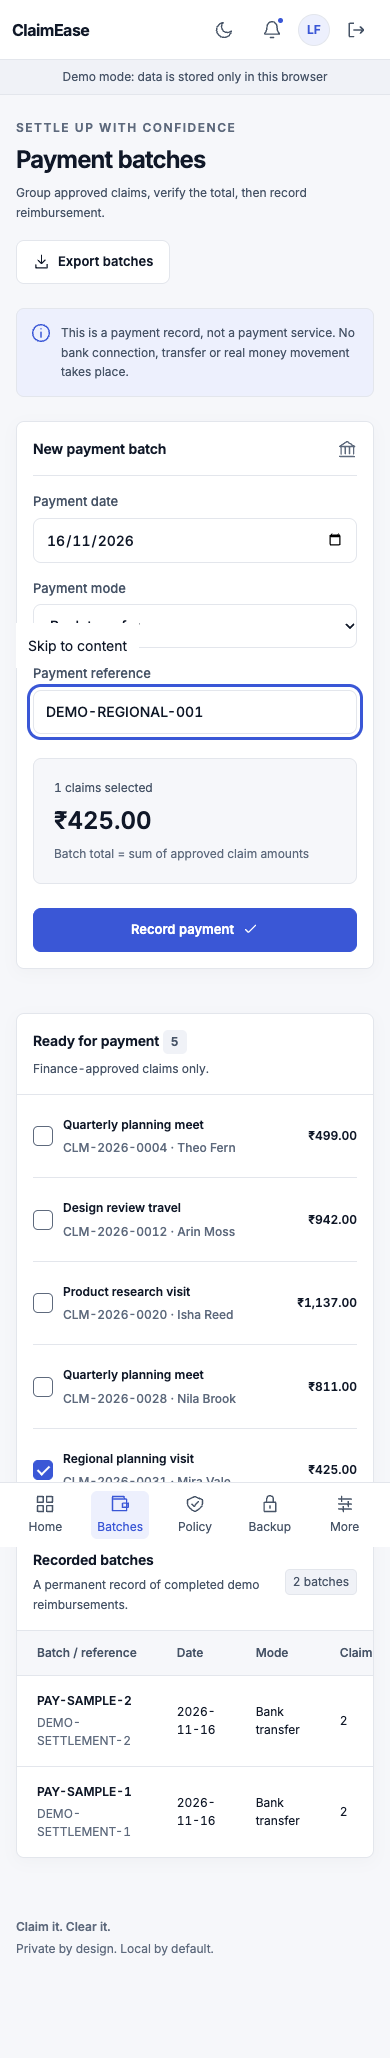 ClaimEase
LF
Demo mode: data is stored only in this browser
SETTLE UP WITH CONFIDENCE
Payment batches
Group approved claims, verify the total, then record
reimbursement.
Export batches
This is a payment record, not a payment service. No
bank connection, transfer or real money movement
takes place.
New payment batch
Payment date
16/11/2026
Payment mode
Skip to content
Payment reference
DEMO-REGIONAL-001
1 claims selected
₹425.00
Batch total = sum of approved claim amounts
Record payment
Ready for payment 5
Finance-approved claims only.
Quarterly planning meet
CLM-2026-0004 · Theo Fern
₹499.00
Design review travel
CLM-2026-0012 · Arin Moss
₹942.00
Product research visit
CLM-2026-0020 · Isha Reed
₹1,137.00
Quarterly planning meet
CLM-2026-0028 · Nila Brook
₹811.00
Regional planning visit
CLM-2026-0031 · Mira Vale
₹425.00
Home Batches Policy Backup More
Recorded batches
A permanent record of completed demo
reimbursements.
2 batches
Batch / reference Date Mode Claim
PAY-SAMPLE-2
DEMO-
SETTLEMENT-2
2026-
11-16
Bank
transfer
2
PAY-SAMPLE-1
DEMO-
SETTLEMENT-1
2026-
11-16
Bank
transfer
2
Claim it. Clear it.
Private by design. Local by default.